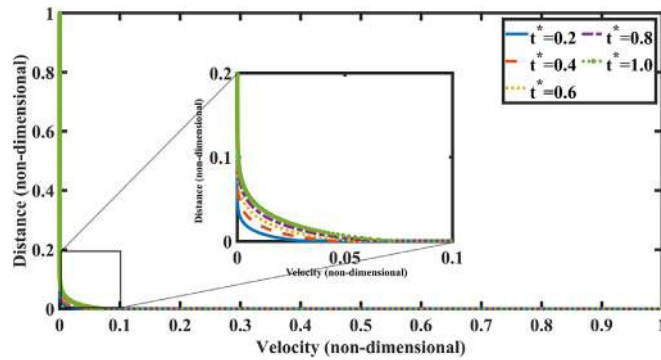 1
0.8
0.6
0.4
0.2
0
Distance (non-dimensional)
0 0.1 0.2 0.3 0.4 0.5 0.6 0.7 0.8 0.9 1
Velocity (non-dimensional)
t*=0.2 t*=0.8
t*=0.4 t*=1.0
t*=0.6
0.2
0.1
0
Distance (non-dimensional)
0 0.05 0.1
Velocity (non-dimensional)